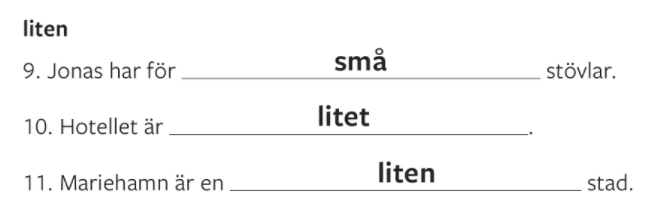 liten
9. Jonas har för små stövlar.
10. Hotellet är litet.
11. Mariehamn är en liten stad.